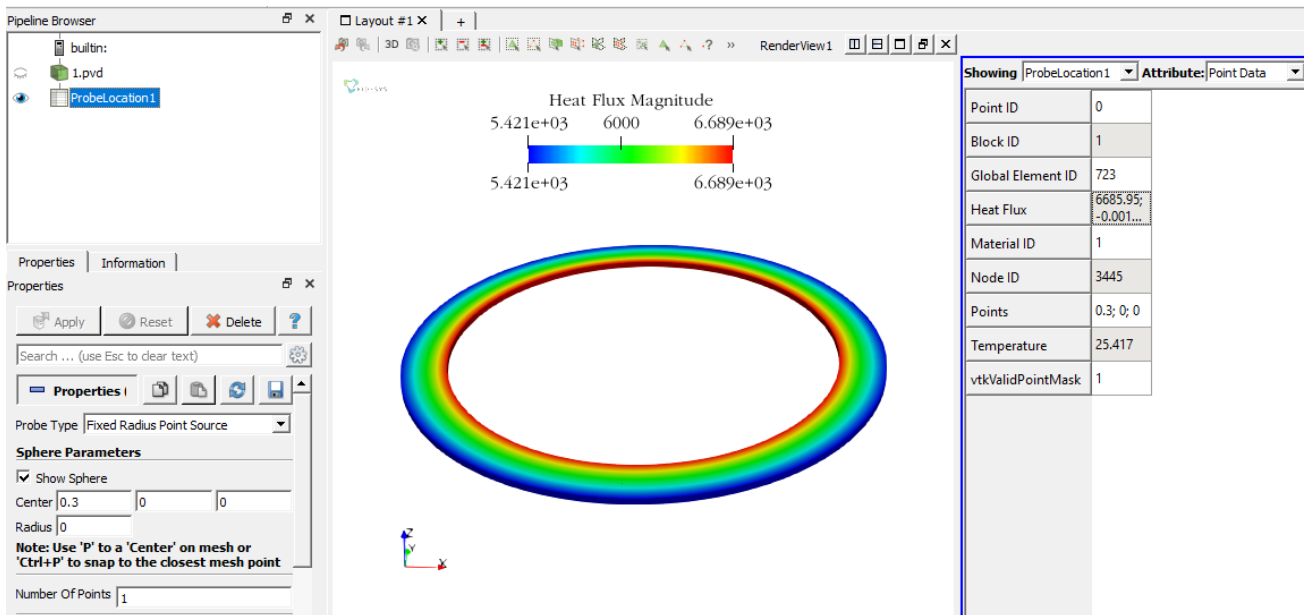 Pipeline Browser
builtin:
1.pvd
ProbeLocation1
Properties
Information
Properties
Apply
Reset
Delete
?
Search ... (use Esc to clear text)
Properties (
Probe Type
Fixed Radius Point Source
Sphere Parameters
Show Sphere
Center 0.3 0 0
Radius 0
Note: Use 'P' to a 'Center' on mesh or
'Ctrl+P' to snap to the closest mesh point
Number Of Points 1
Layout #1
+
3D
?
»
RenderView1
Heat Flux Magnitude
5.421e+03 6000 6.689e+03
5.421e+03 6.689e+03
Z
Y
X
Showing ProbeLocation1 Attribute: Point Data
Point ID 0
Block ID 1
Global Element ID 723
Heat Flux 6685.95;
-0.001...
Material ID 1
Node ID 3445
Points 0.3; 0; 0
Temperature 25.417
vtkValidPointMask 1